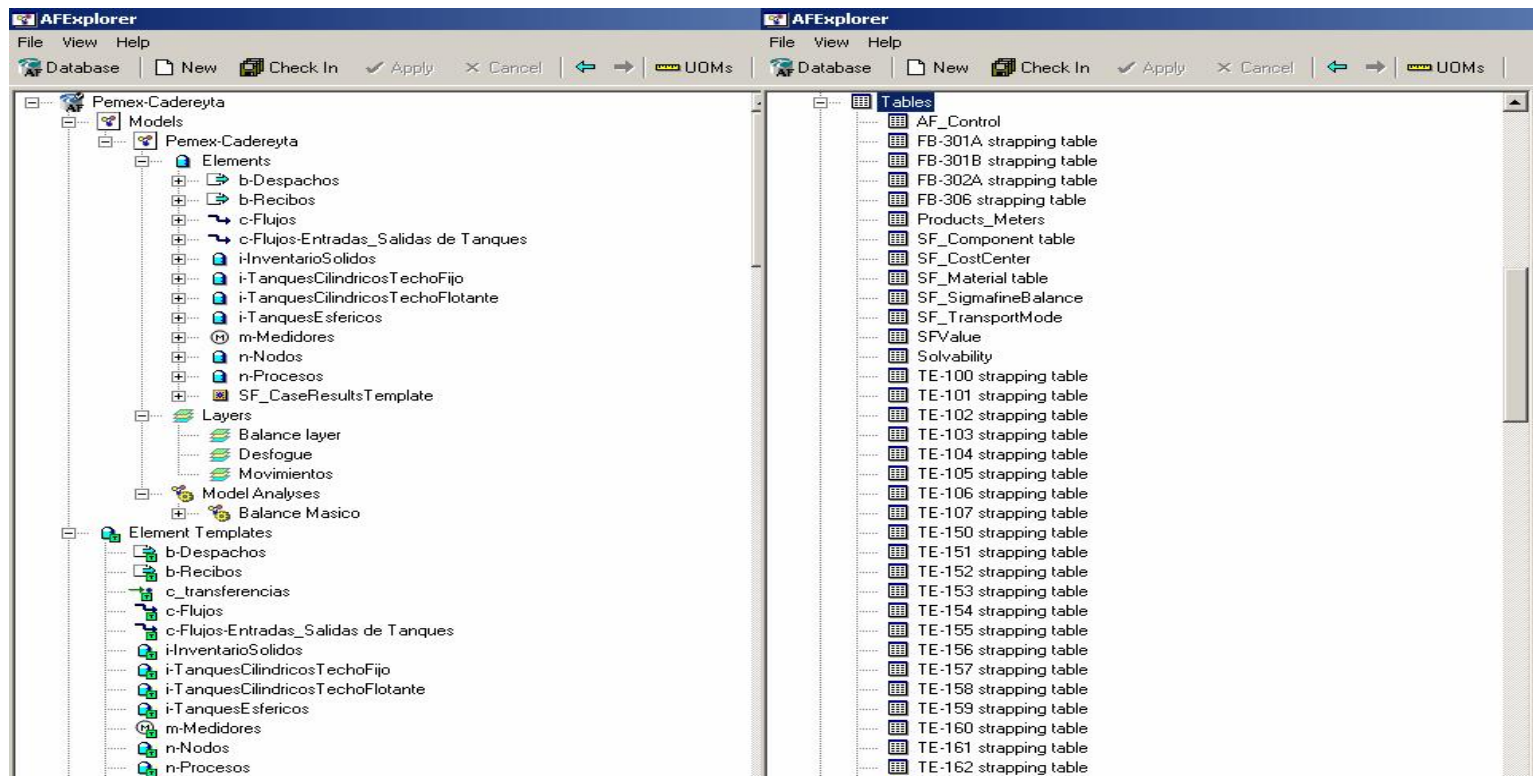 AFExplorer
File View Help
Database New Check In Apply Cancel UOMs
Pemex-Cadereyta
Models
Pemex-Cadereyta
Elements
b-Despachos
b-Recibos
c-Flujos
c-Flujos-Entradas_Salidas de Tanques
i-InventarioSolidos
i-TanquesCilindricosTechoFijo
i-TanquesCilindricosTechoFlotante
i-TanquesEsfericos
m-Medidores
n-Nodos
n-Procesos
SF_CaseResultsTemplate
Layers
Balance layer
Desfogue
Movimientos
Model Analyses
Balance Masico
Element Templates
b-Despachos
b-Recibos
c_transferencias
c-Flujos
c-Flujos-Entradas_Salidas de Tanques
i-InventarioSolidos
i-TanquesCilindricosTechoFijo
i-TanquesCilindricosTechoFlotante
i-TanquesEsfericos
m-Medidores
n-Nodos
n-Procesos
AFExplorer
File View Help
Database New Check In Apply Cancel UOMs
Tables
AF_Control
FB-301A strapping table
FB-301B strapping table
FB-302A strapping table
FB-306 strapping table
Products_Meters
SF_Component table
SF_CostCenter
SF_Material table
SF_SigmafineBalance
SF_TransportMode
SFValue
Solvability
TE-100 strapping table
TE-101 strapping table
TE-102 strapping table
TE-103 strapping table
TE-104 strapping table
TE-105 strapping table
TE-106 strapping table
TE-107 strapping table
TE-150 strapping table
TE-151 strapping table
TE-152 strapping table
TE-153 strapping table
TE-154 strapping table
TE-155 strapping table
TE-156 strapping table
TE-157 strapping table
TE-158 strapping table
TE-159 strapping table
TE-160 strapping table
TE-161 strapping table
TE-162 strapping table